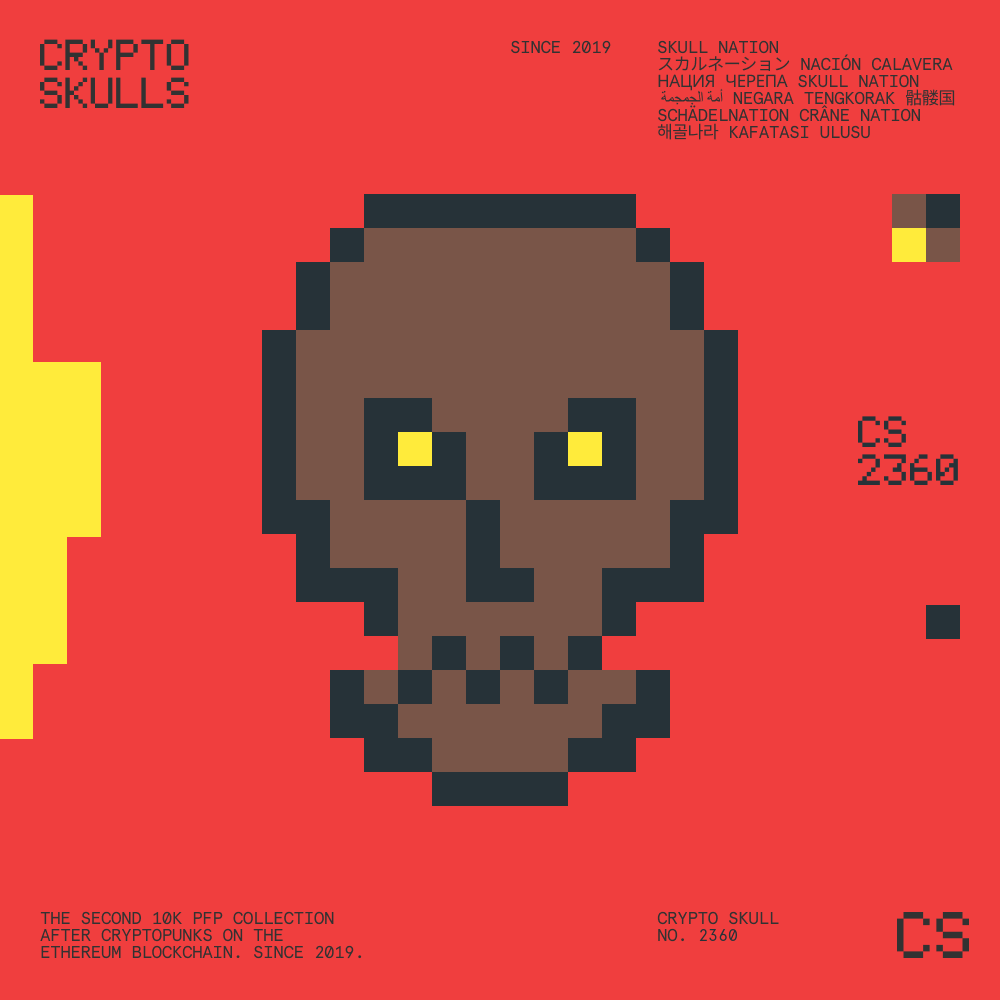 CRYPTO
SKULLS
SINCE 2019
SKULL NATION
スカルネーション NACIÓN CALAVERA
НАЦИЯ ЧЕРЕПА SKULL NATION
أمة الجمجمة NEGARA TENGKORAK 骷髅国
SCHÄDELNATION CRÂNE NATION
해골나라 KAFATASI ULUSU
CS
2360
THE SECOND 10K PFP COLLECTION
AFTER CRYPTOPUNKS ON THE
ETHEREUM BLOCKCHAIN. SINCE 2019.
CRYPTO SKULL
NO. 2360
CS